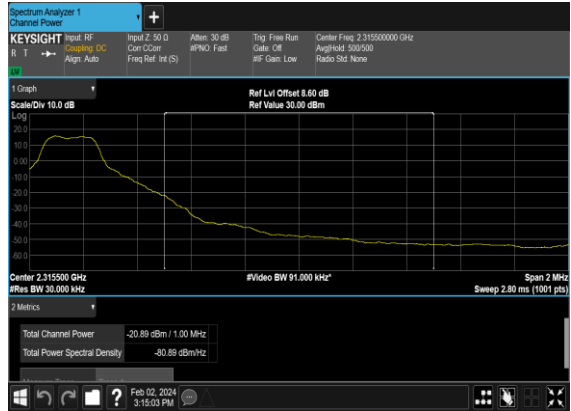 Spectrum Analyzer 1
Channel Power
+
KEYSIGHT Input: RF Input Z: 50 Ω Atten: 30 dB Trig: Free Run Center Freq: 2.315500000 GHz
R T Coupling: DC Corr CCorr #PNO: Fast Gate: Off Avg|Hold: 500/500
Align: Auto Freq Ref: Int (S) #IF Gain: Low Radio Std: None
1 Graph
Ref Lvl Offset 8.60 dB
Scale/Div 10.0 dB Ref Value 30.00 dBm
Log
20.0
10.0
0.00
-10.0
-20.0
-30.0
-40.0
-50.0
-60.0
Center 2.315500 GHz #Video BW 91.000 kHz* Span 2 MHz
#Res BW 30.000 kHz Sweep 2.80 ms (1001 pts)
2 Metrics
Total Channel Power -20.89 dBm / 1.00 MHz
Total Power Spectral Density -80.89 dBm/Hz
? Feb 02, 2024
3:15:03 PM